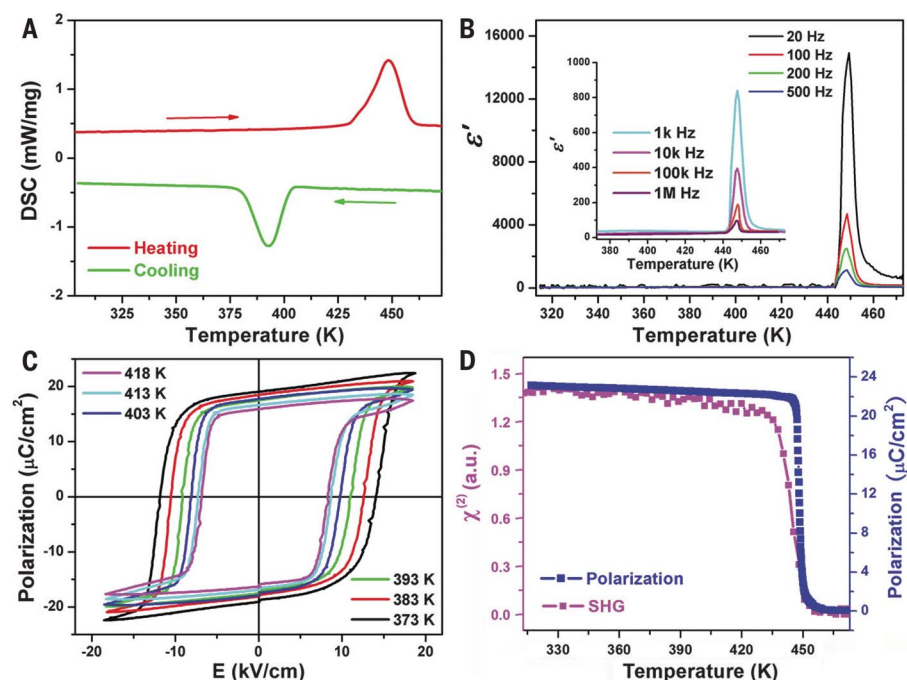 A
DSC (mW/mg)
2
1
0
-1
-2
Heating
Cooling
325 350 375 400 425 450
Temperature (K)
B
ε′
16000
12000
8000
4000
0
20 Hz
100 Hz
200 Hz
500 Hz
ε′
1000
800
600
400
200
0
1k Hz
10k Hz
100k Hz
1M Hz
380 400 420 440 460
Temperature (K)
320 340 360 380 400 420 440 460
Temperature (K)
C
Polarization (μC/cm²)
30
20
10
0
-10
-20
-30
418 K
413 K
403 K
393 K
383 K
373 K
-20 -10 0 10 20
E (kV/cm)
D
χ⁽²⁾ (a.u.)
1.5
1.2
0.9
0.6
0.3
0.0
Polarization
SHG
24
20
16
12
8
4
0
Polarization (μC/cm²)
330 360 390 420 450
Temperature (K)